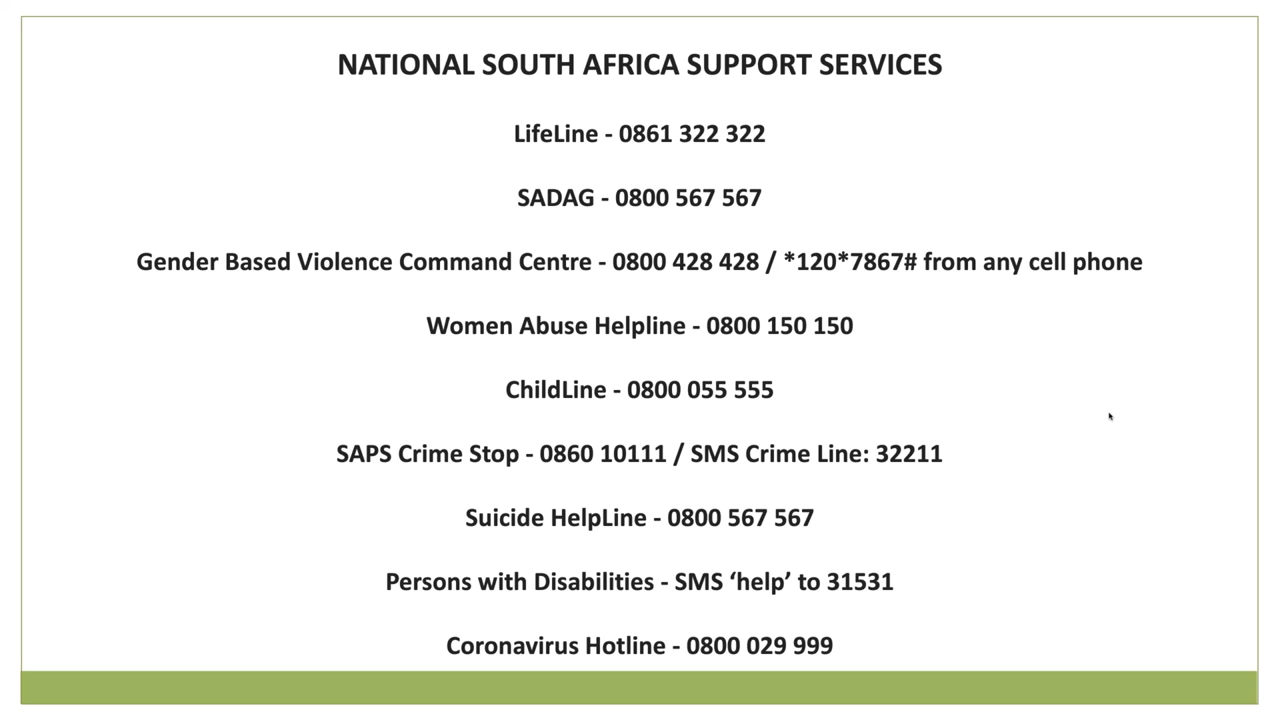 NATIONAL SOUTH AFRICA SUPPORT SERVICES
LifeLine - 0861 322 322
SADAG - 0800 567 567
Gender Based Violence Command Centre - 0800 428 428 / *120*7867# from any cell phone
Women Abuse Helpline - 0800 150 150
ChildLine - 0800 055 555
SAPS Crime Stop - 0860 10111 / SMS Crime Line: 32211
Suicide HelpLine - 0800 567 567
Persons with Disabilities - SMS ‘help’ to 31531
Coronavirus Hotline - 0800 029 999